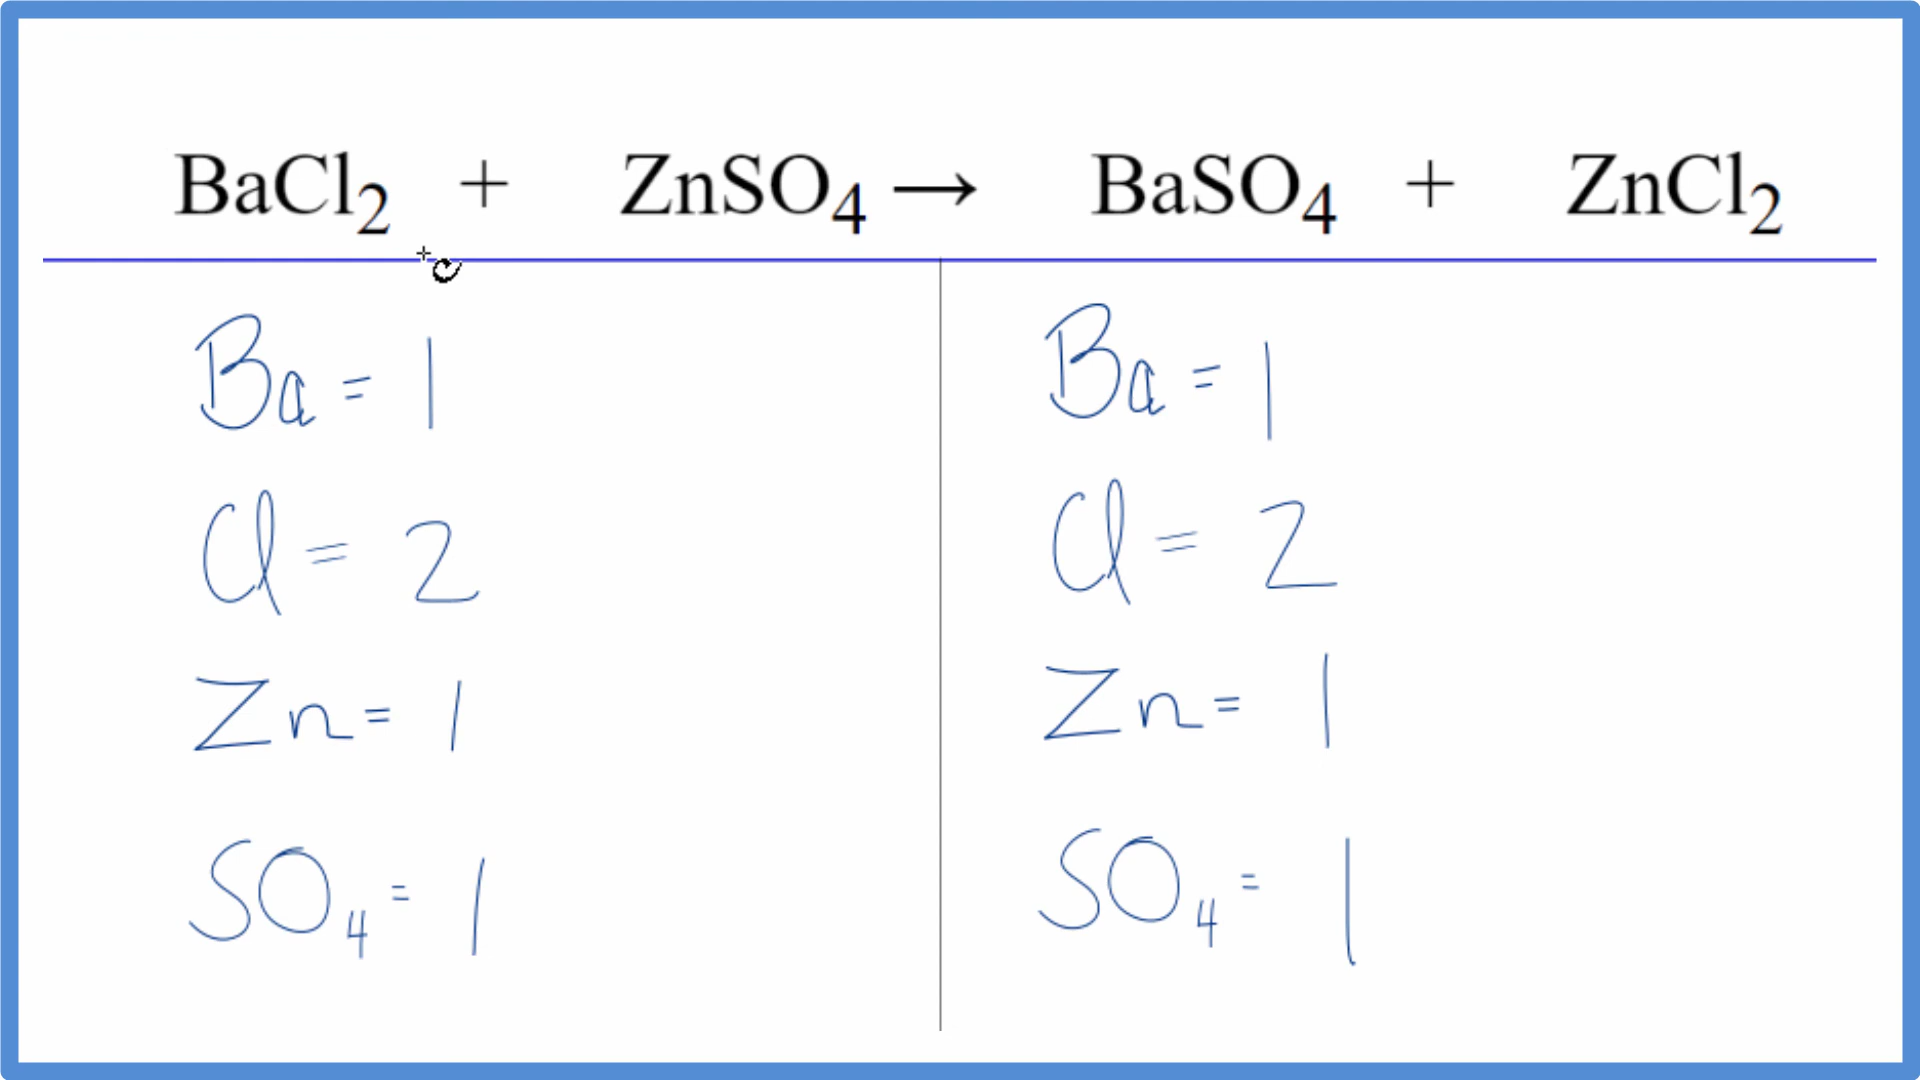 BaCl₂ + ZnSO₄ → BaSO₄ + ZnCl₂
Ba = 1
Cl = 2
Zn = 1
SO₄ = 1
Ba = 1
Cl = 2
Zn = 1
SO₄ = 1